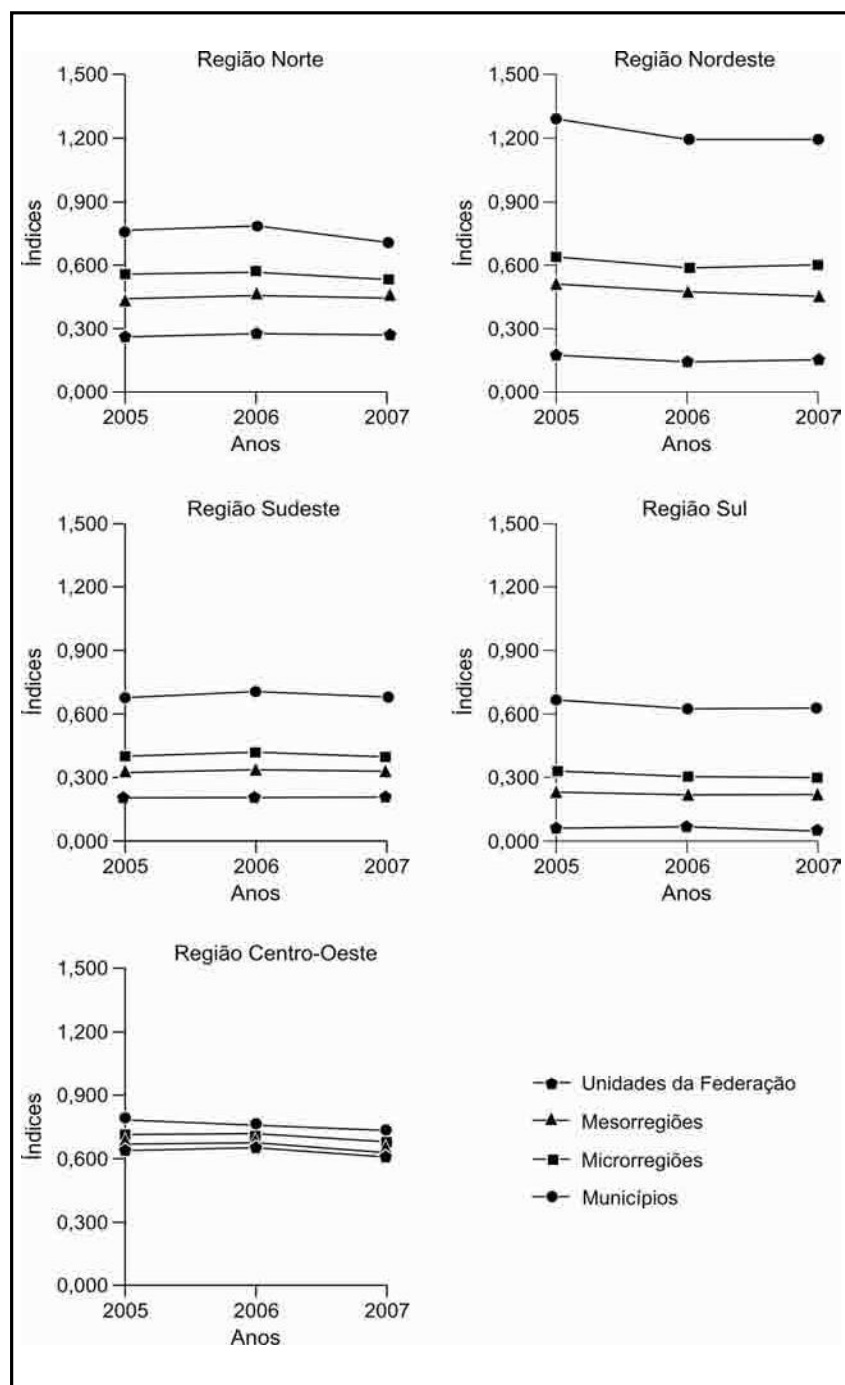 Região Norte
1,500
1,200
0,900
0,600
0,300
0,000
Índices
2005 2006 2007
Anos
Região Nordeste
1,500
1,200
0,900
0,600
0,300
0,000
Índices
2005 2006 2007
Anos
Região Sudeste
1,500
1,200
0,900
0,600
0,300
0,000
Índices
2005 2006 2007
Anos
Região Sul
1,500
1,200
0,900
0,600
0,300
0,000
Índices
2005 2006 2007
Anos
Região Centro-Oeste
1,500
1,200
0,900
0,600
0,300
0,000
Índices
2005 2006 2007
Anos
Unidades da Federação
Mesorregiões
Microrregiões
Municípios